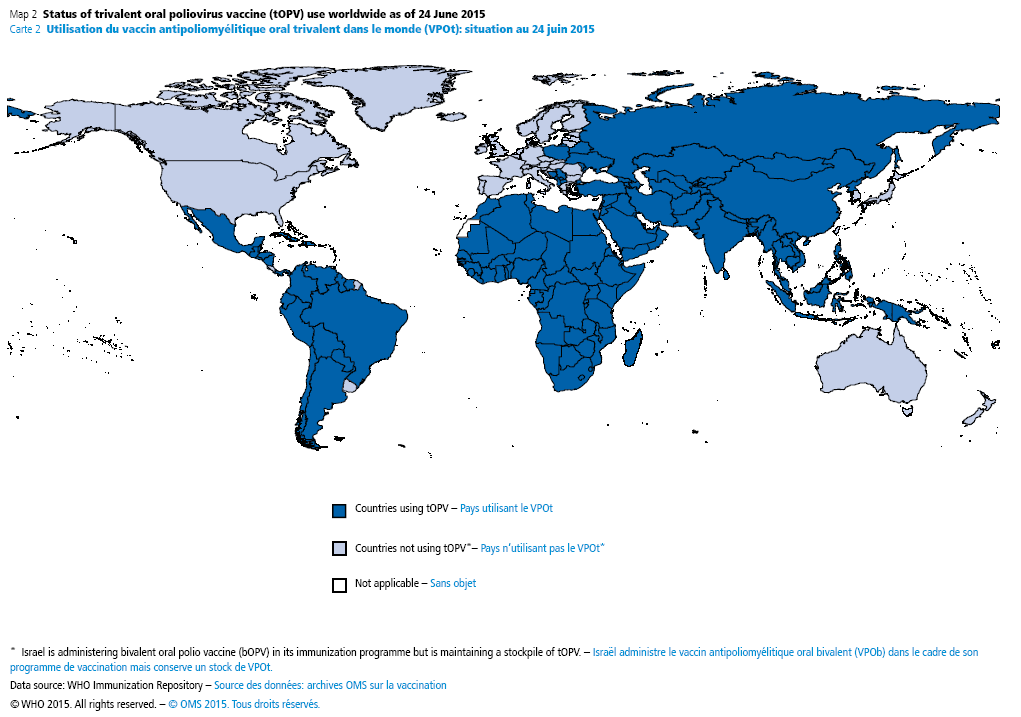 Map 2 Status of trivalent oral poliovirus vaccine (tOPV) use worldwide as of 24 June 2015
Carte 2 Utilisation du vaccin antipoliomyélitique oral trivalent dans le monde (VPOt): situation au 24 juin 2015
Countries using tOPV – Pays utilisant le VPOt
Countries not using tOPV*– Pays n'utilisant pas le VPOt*
Not applicable – Sans objet
* Israel is administering bivalent oral polio vaccine (bOPV) in its immunization programme but is maintaining a stockpile of tOPV. – Israël administre le vaccin antipoliomyélitique oral bivalent (VPOb) dans le cadre de son
programme de vaccination mais conserve un stock de VPOt.
Data source: WHO Immunization Repository – Source des données: archives OMS sur la vaccination
© WHO 2015. All rights reserved. – © OMS 2015. Tous droits réservés.